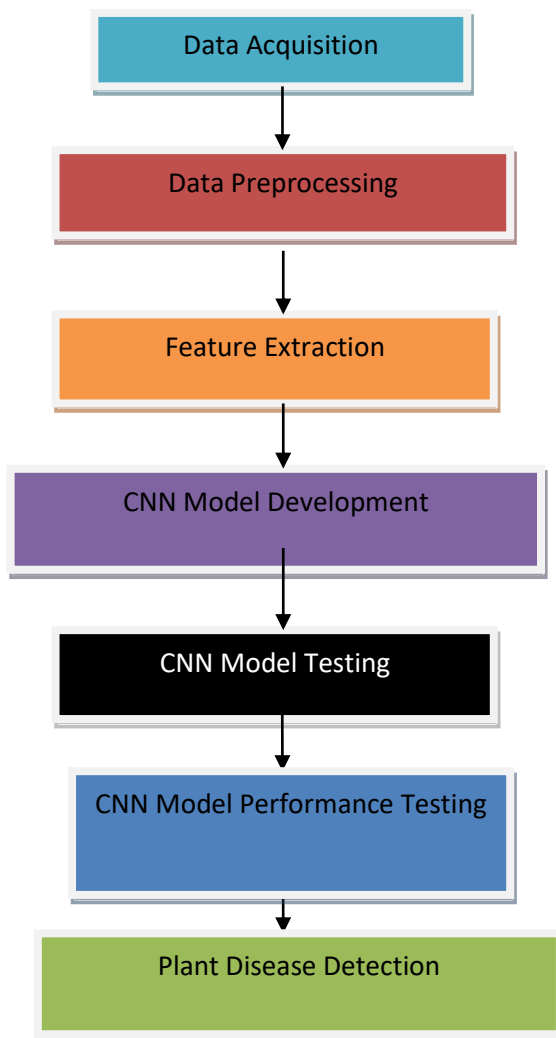 Data Acquisition
Data Preprocessing
Feature Extraction
CNN Model Development
CNN Model Testing
CNN Model Performance Testing
Plant Disease Detection